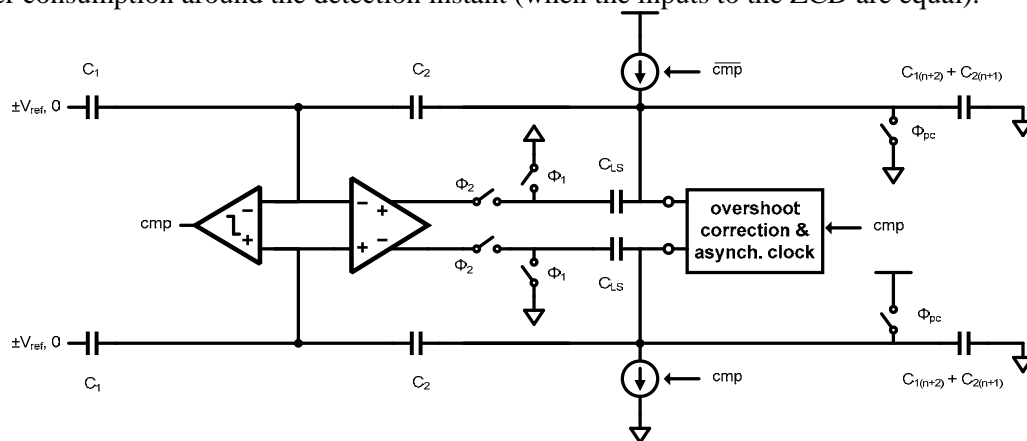 er consumption around the detection instant (when the inputs to the ZCD are equal).
C1
C2
cmp
C1(n+2) + C2(n+1)
±Vref, 0
Φpc
Φ2
Φ1
CLS
cmp
overshoot
correction &
asynch. clock
cmp
Φ2
Φ1
CLS
Φpc
±Vref, 0
C1
C2
cmp
C1(n+2) + C2(n+1)